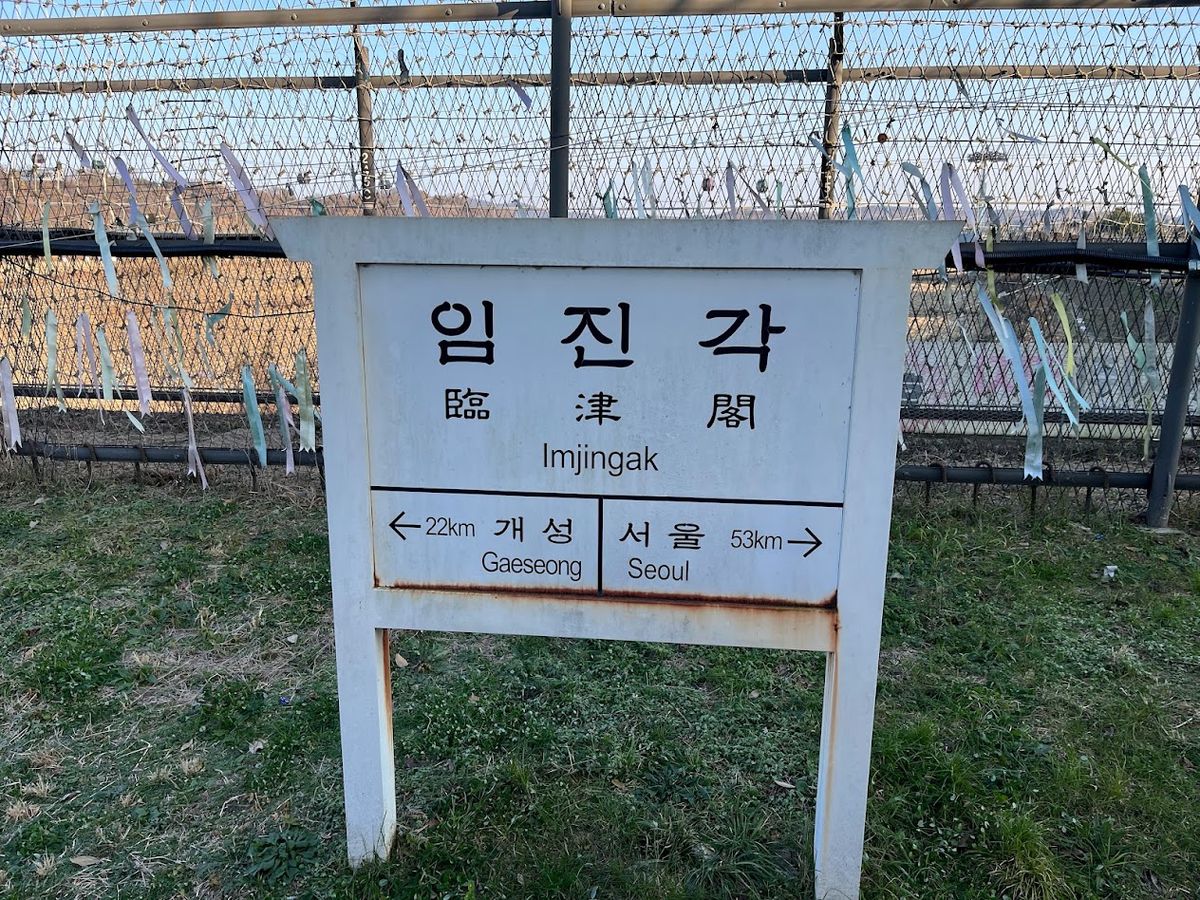 임진각
臨津閣
Imjingak
← 22km 개성
Gaeseong
서울 53km →
Seoul